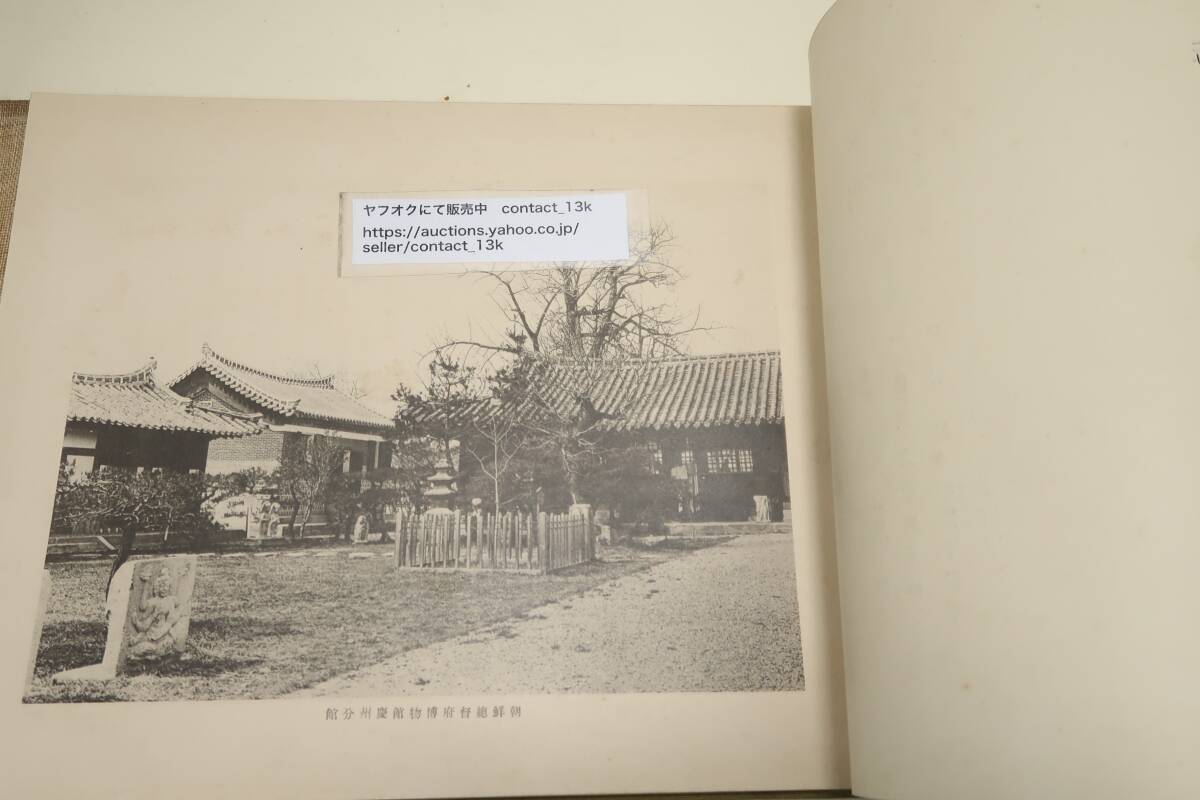 ヤフオクにて販売中　contact_13k
https://auctions.yahoo.co.jp/
seller/contact_13k
館分州慶館物博府督總鮮朝